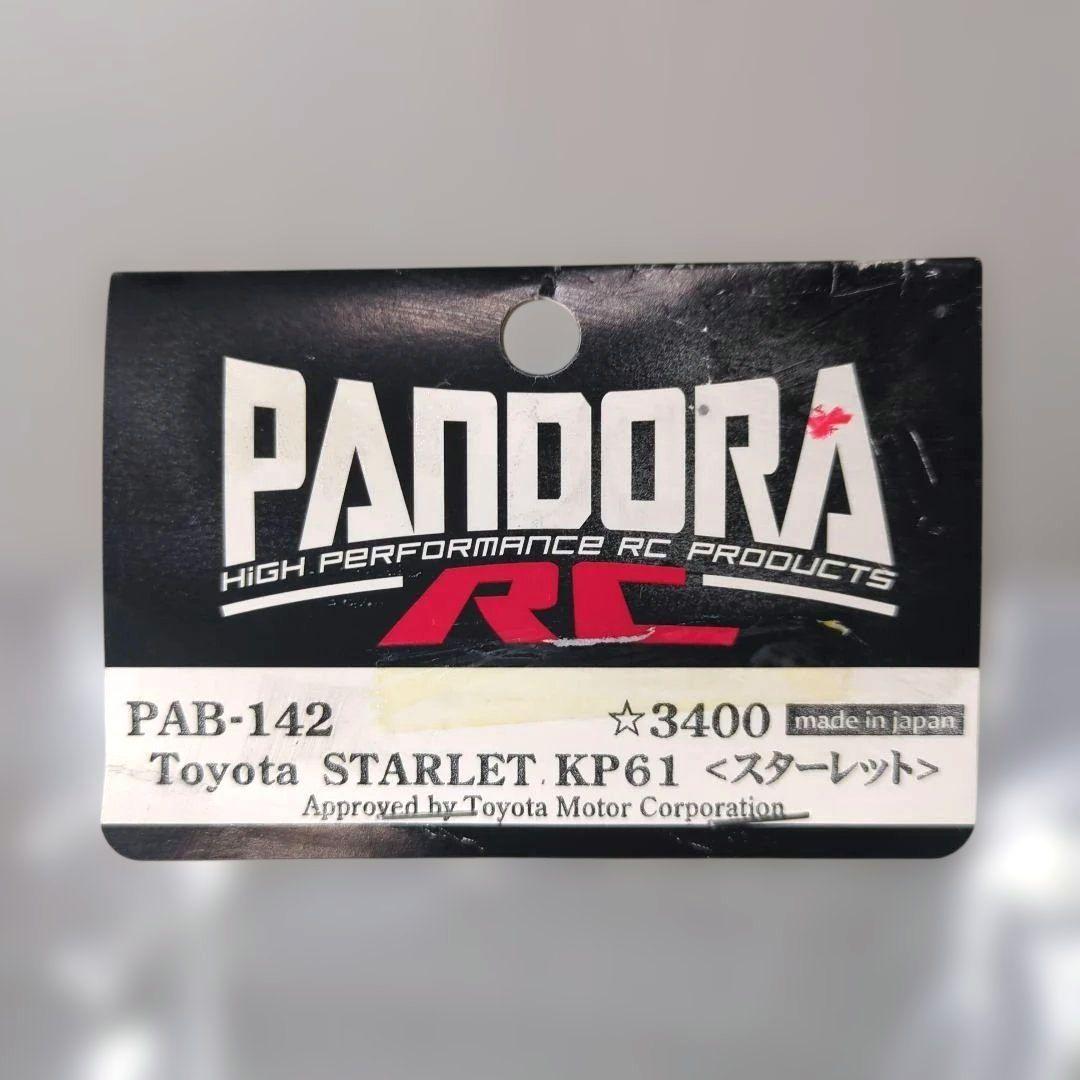 PANDORA
HiGH PERFORMANCE RC PRODUCTS
RC
PAB-142 ☆3400 made in japan
Toyota STARLET KP61 <スターレット>
Approved by Toyota Motor Corporation